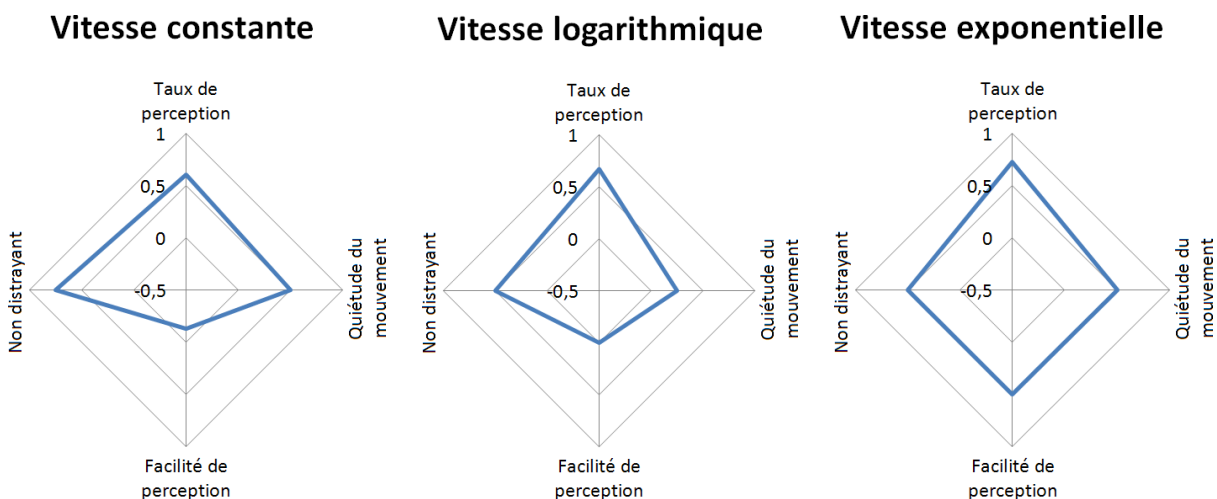 Vitesse constante
Taux de
perception
1
0,5
0
-0,5
Non distrayant
Quiétude du
mouvement
Facilité de
perception
Vitesse logarithmique
Taux de
perception
1
0,5
0
-0,5
Non distrayant
Quiétude du
mouvement
Facilité de
perception
Vitesse exponentielle
Taux de
perception
1
0,5
0
-0,5
Non distrayant
Quiétude du
mouvement
Facilité de
perception